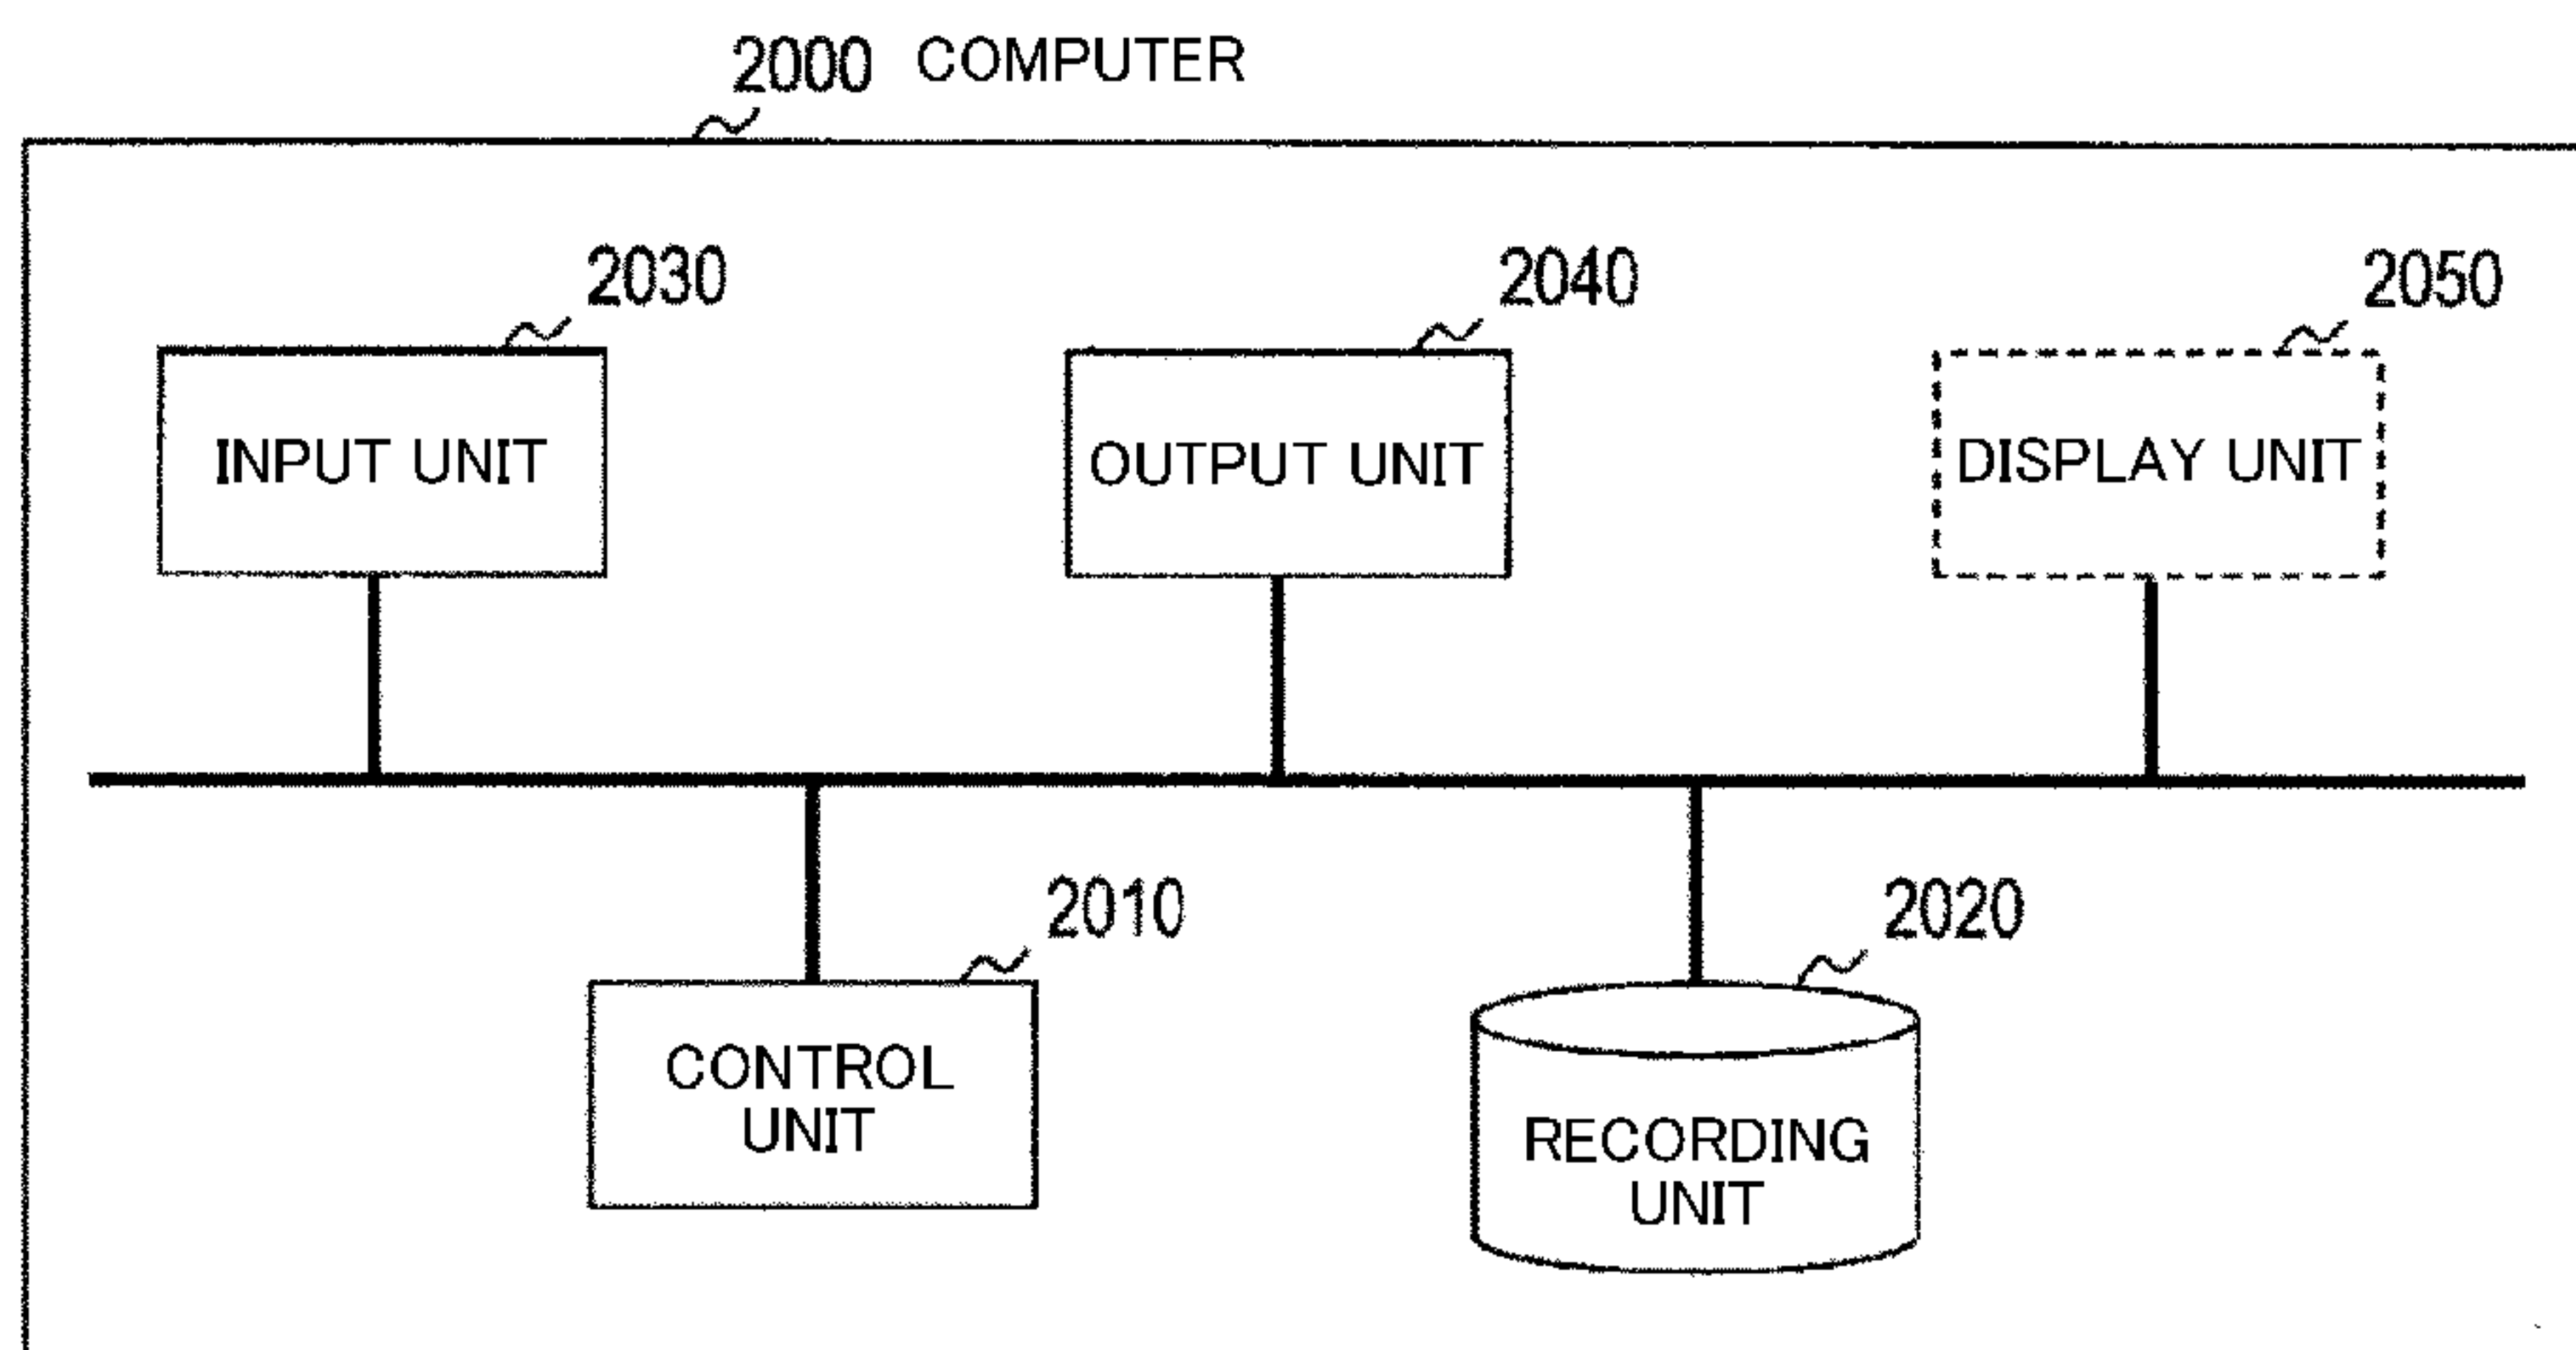 2000 COMPUTER
2030
2040
2050
INPUT UNIT
OUTPUT UNIT
DISPLAY UNIT
2010
2020
CONTROL
UNIT
RECORDING
UNIT